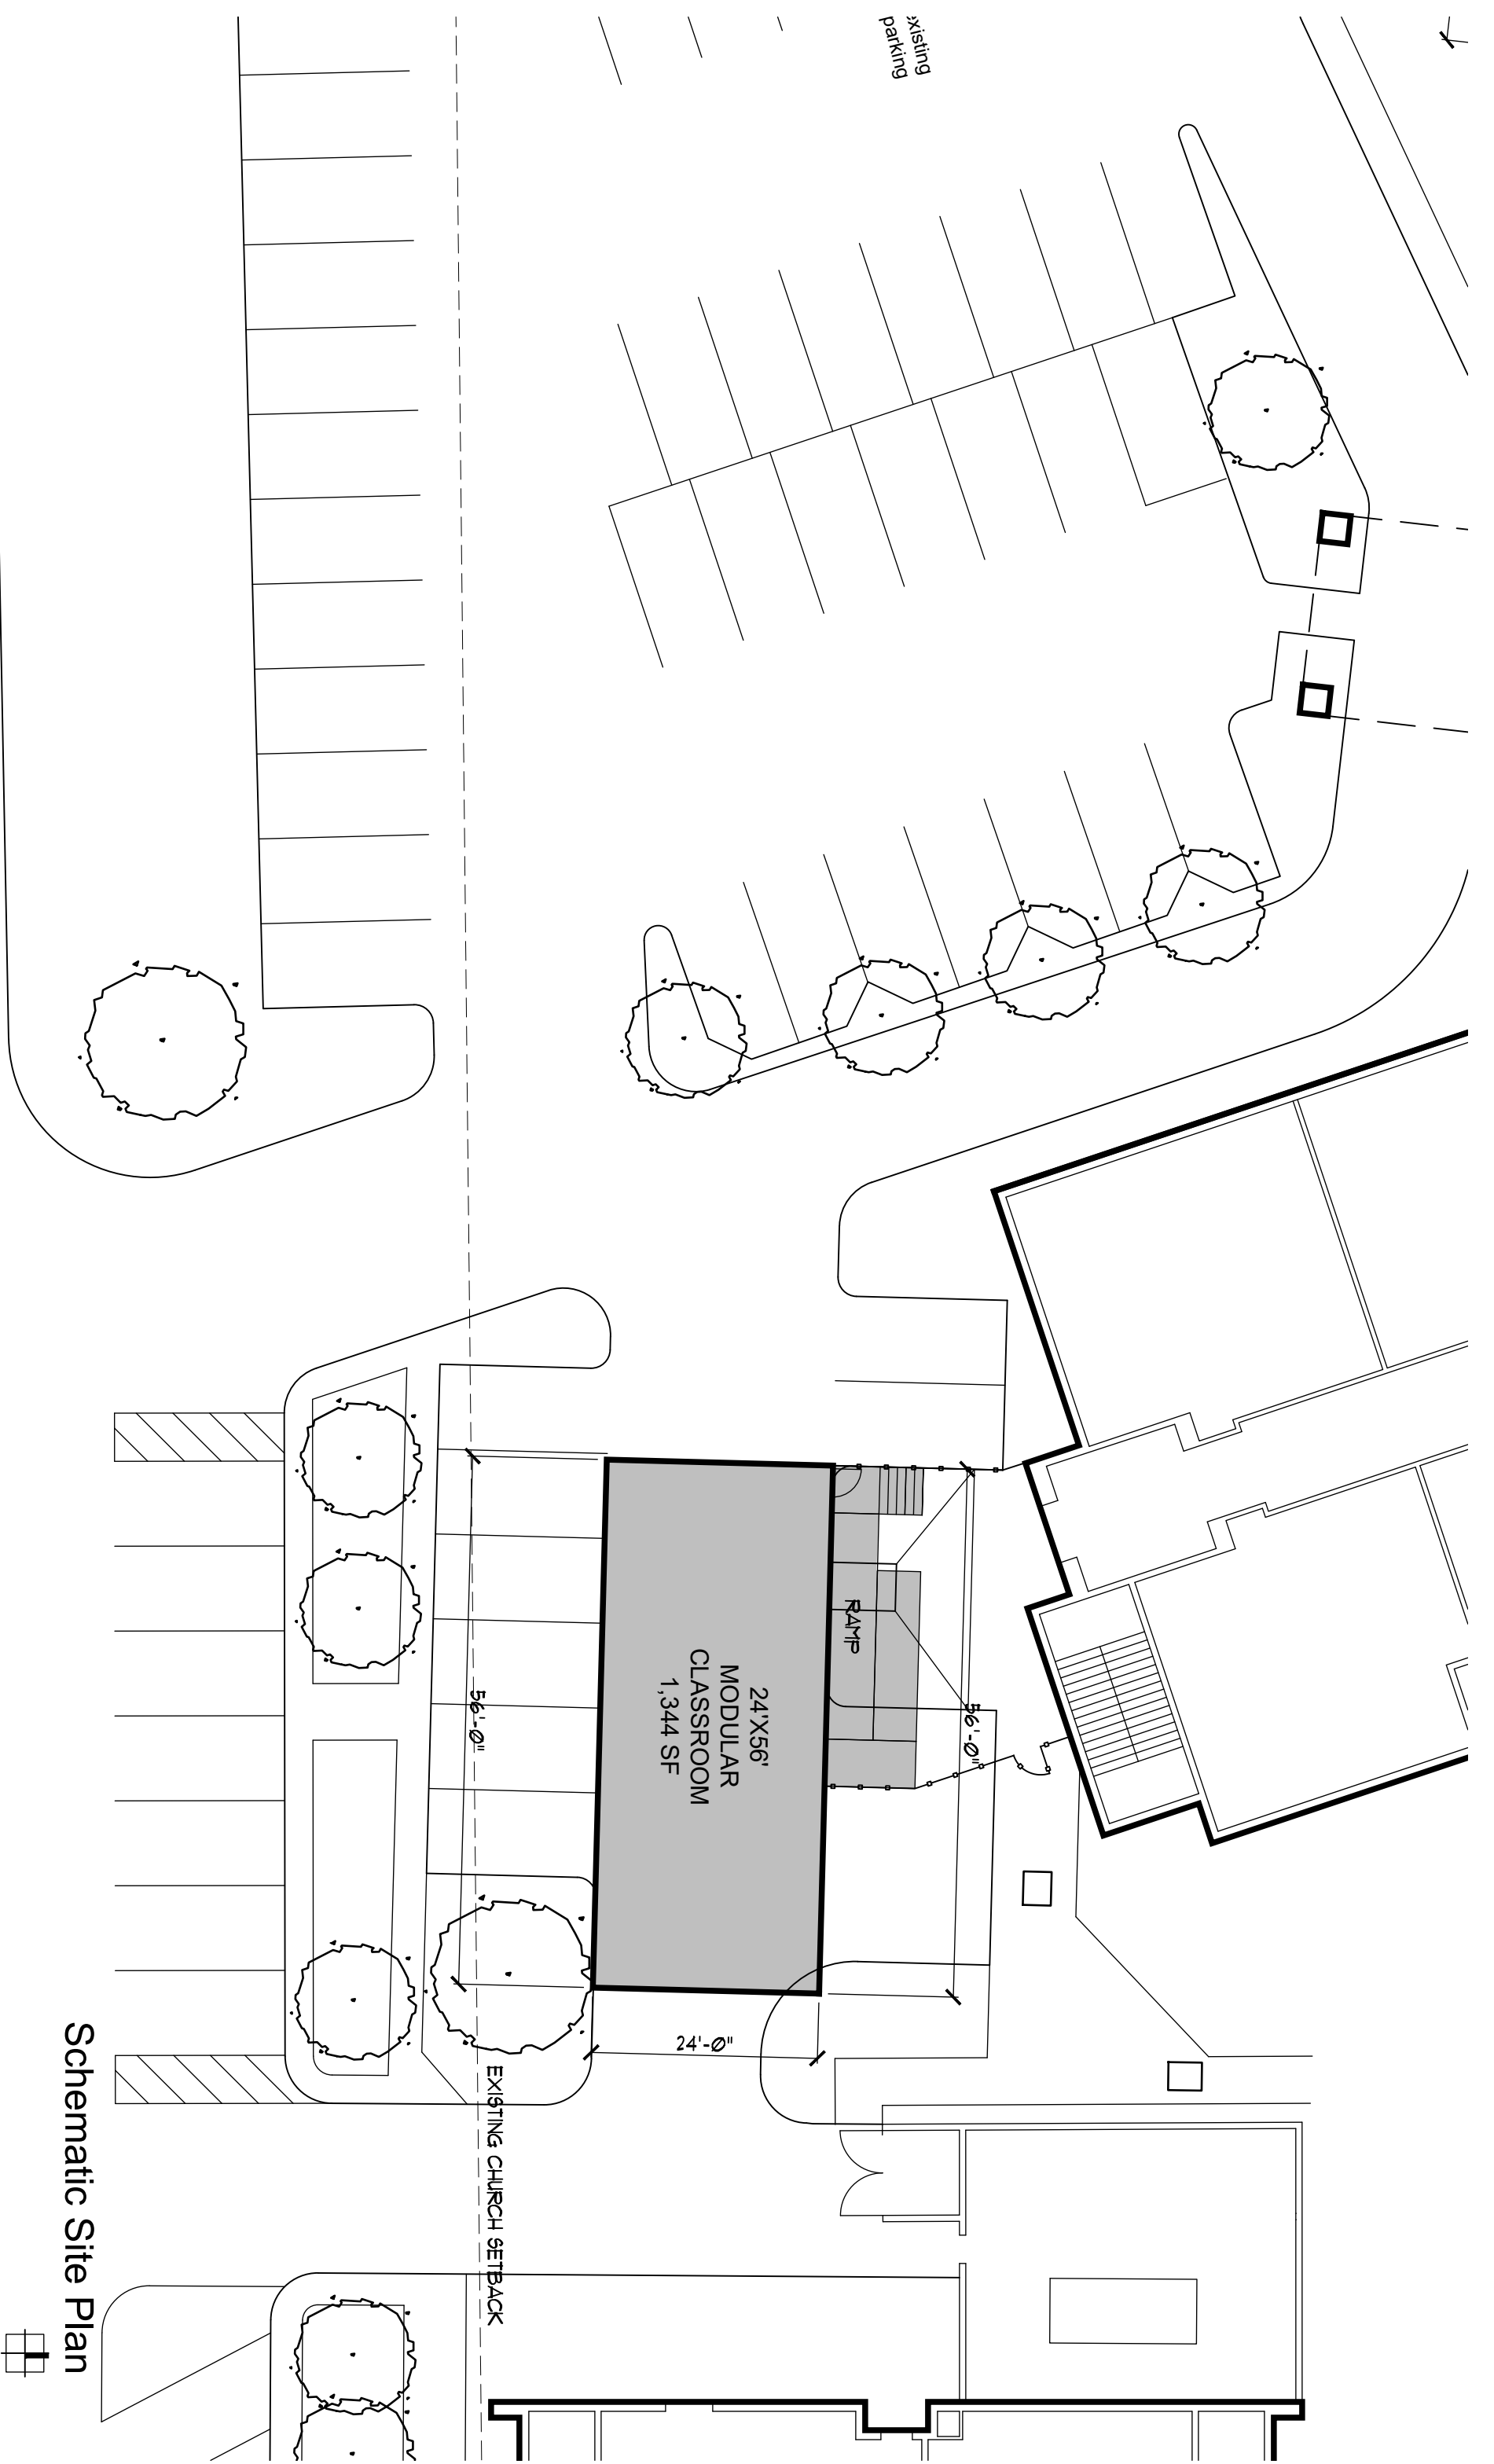 existing
parking
24'X56'
MODULAR
CLASSROOM
1,344 SF
RAMP
56'-0"
56'-0"
24'-0"
EXISTING CHURCH SETBACK
Schematic Site Plan